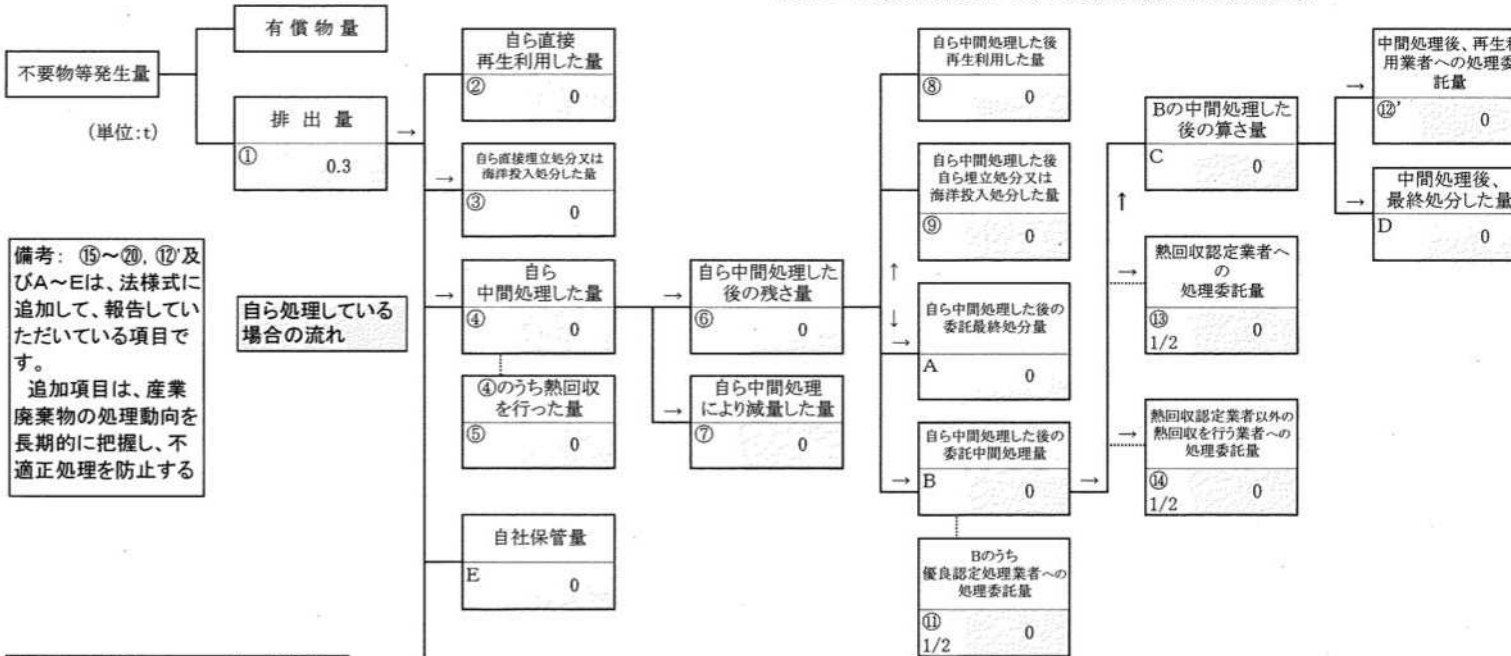 有償物量
不要物等発生量
(単位:t)
排出量
→
①
0.3
備考: ⑮～⑳, ⑫'及
びA～Eは、法様式に
追加して、報告してい
ただいている項目で
す。
追加項目は、産業
廃棄物の処理動向を
長期的に把握し、不
適正処理を防止する
自ら処理している
場合の流れ
自ら直接
再生利用した量
②
0
→
自ら直接埋立処分又は
海洋投入処分した量
③
0
→
自ら
中間処理した量
④
0
④のうち熱回収
を行った量
⑤
0
自社保管量
E
0
→
自ら中間処理した
後の残さ量
⑥
0
→
自ら中間処理
により減量した量
⑦
0
自ら中間処理した後
再生利用した量
⑧
0
自ら中間処理した後
自ら埋立処分又は
海洋投入処分した量
⑨
0
↑
↓
→
自ら中間処理した後の
委託最終処分量
A
0
→
自ら中間処理した後の
委託中間処理量
B
0
→
Bのうち
優良認定処理業者への
処理委託量
⑪
1/2
0
Bの中間処理した
後の算さ量
C
0
↑
→
熱回収認定業者へ
の
処理委託量
⑬
1/2
0
→
熱回収認定業者以外の
熱回収を行う業者への
処理委託量
⑭
1/2
0
→
中間処理後、再生利
用業者への処理委
託量
⑫'
0
→
中間処理後、
最終処分した量
D
0